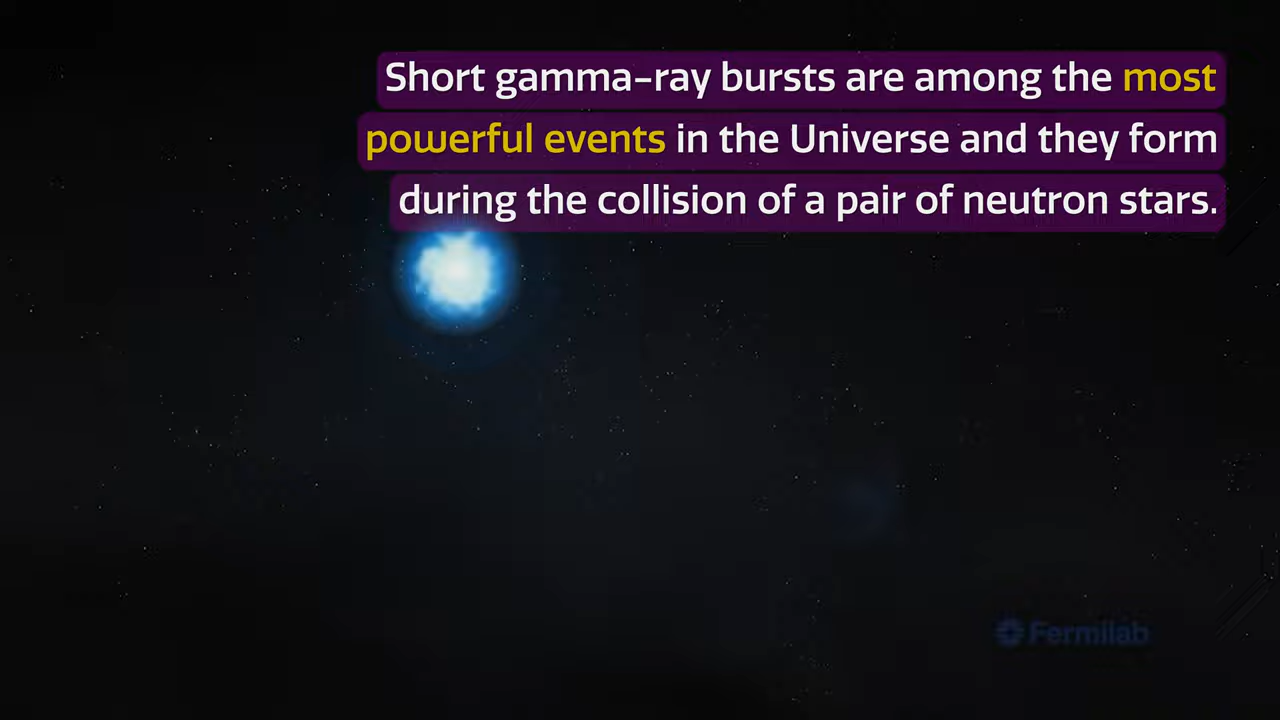 Short gamma-ray bursts are among the most
powerful events in the Universe and they form
during the collision of a pair of neutron stars.
Fermilab